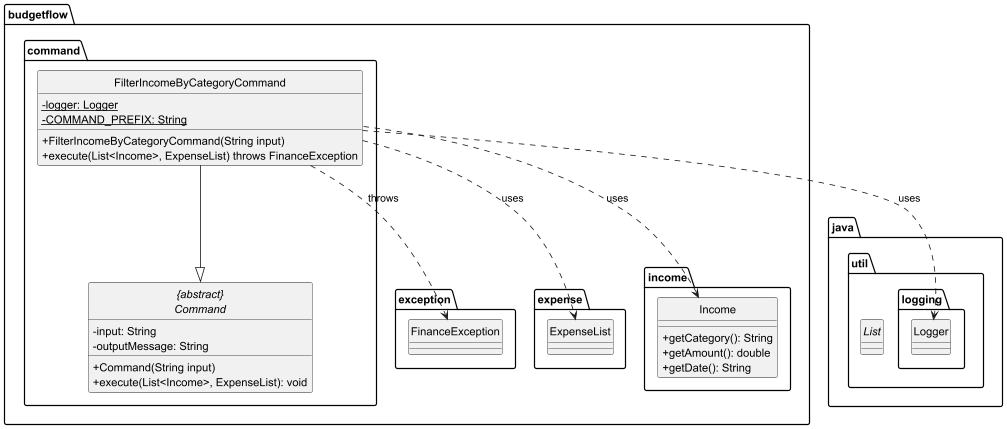 budgetflow
command
FilterIncomeByCategoryCommand
-logger: Logger
-COMMAND_PREFIX: String
+FilterIncomeByCategoryCommand(String input)
+execute(List<Income>, ExpenseList) throws FinanceException
throws
uses
uses
uses
java
util
List
logging
Logger
{abstract}
Command
-input: String
-outputMessage: String
+Command(String input)
+execute(List<Income>, ExpenseList): void
exception
FinanceException
expense
ExpenseList
income
Income
+getCategory(): String
+getAmount(): double
+getDate(): String